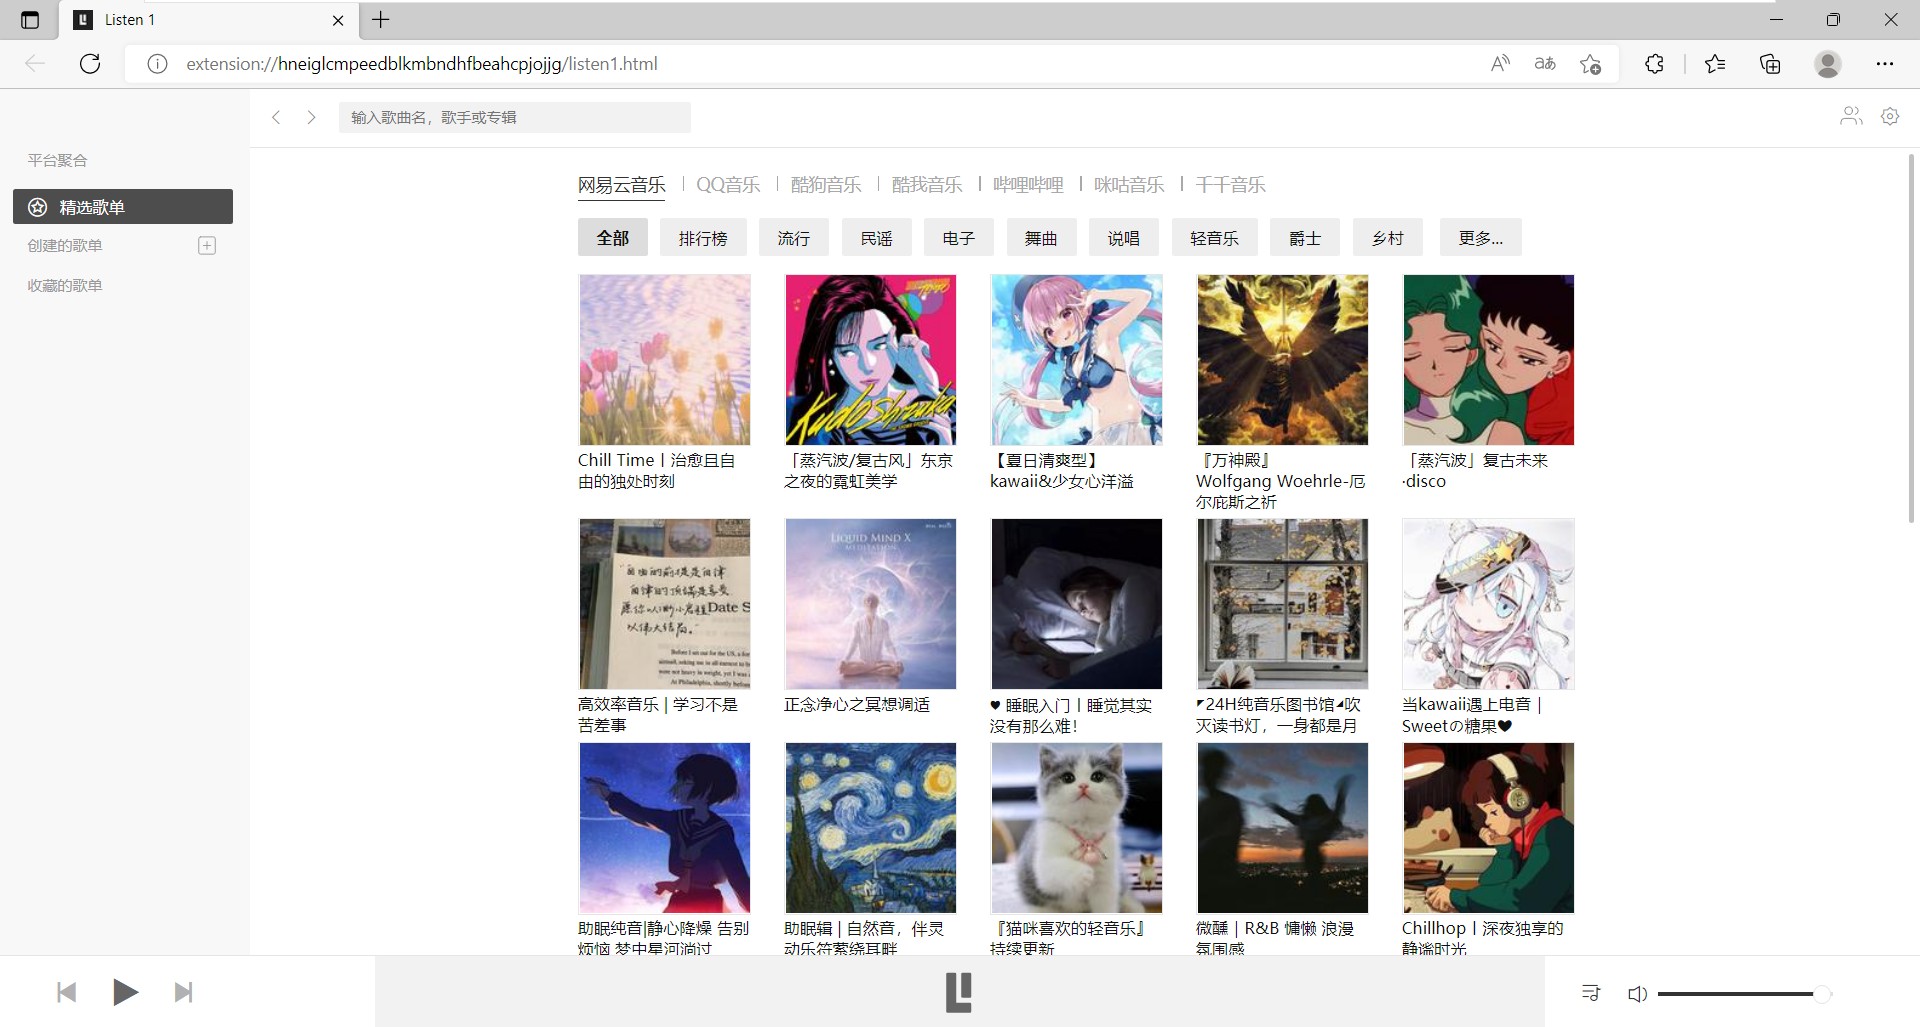 Listen 1
extension://hneiglcmpeedblkmbndhfbeahcpjojjg/listen1.html
输入歌曲名，歌手或专辑
平台聚合
精选歌单
创建的歌单
收藏的歌单
网易云音乐 QQ音乐 酷狗音乐 酷我音乐 哔哩哔哩 咪咕音乐 千千音乐
全部 排行榜 流行 民谣 电子 舞曲 说唱 轻音乐 爵士 乡村 更多...
Kudo Shizuka
Chill Time丨治愈且自
由的独处时刻
「蒸汽波/复古风」东京
之夜的霓虹美学
【夏日清爽型】
kawaii&少女心洋溢
『万神殿』
Wolfgang Woehrle-厄
尔庇斯之祈
「蒸汽波」复古未来
·disco
Date S
LIQUID MIND X
MEDITATION
高效率音乐 | 学习不是
苦差事
正念净心之冥想调适
♥ 睡眠入门丨睡觉其实
没有那么难！
◤24H纯音乐图书馆◢吹
灭读书灯，一身都是月
当kawaii遇上电音 |
Sweetの糖果♥
助眠纯音|静心降燥 告别
烦恼 梦中星河淌过
助眠辑 | 自然音，伴灵
动乐符萦绕耳畔
『猫咪喜欢的轻音乐』
持续更新
微醺 | R&B 慵懒 浪漫
氛围感
Chillhop丨深夜独享的
静谧时光